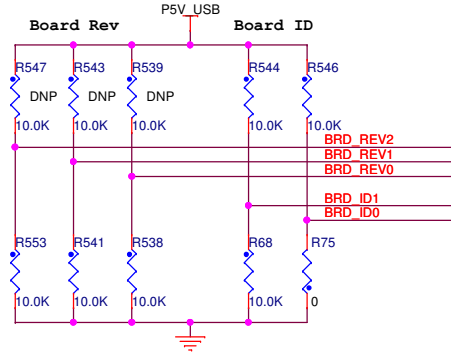 P5V_USB
Board Rev Board ID
R547 R543 R539 R544 R546
DNP DNP DNP
10.0K 10.0K 10.0K 10.0K 10.0K
BRD_REV2
BRD_REV1
BRD_REV0
BRD_ID1
BRD_ID0
R553 R541 R538 R68 R75
10.0K 10.0K 10.0K 10.0K 0